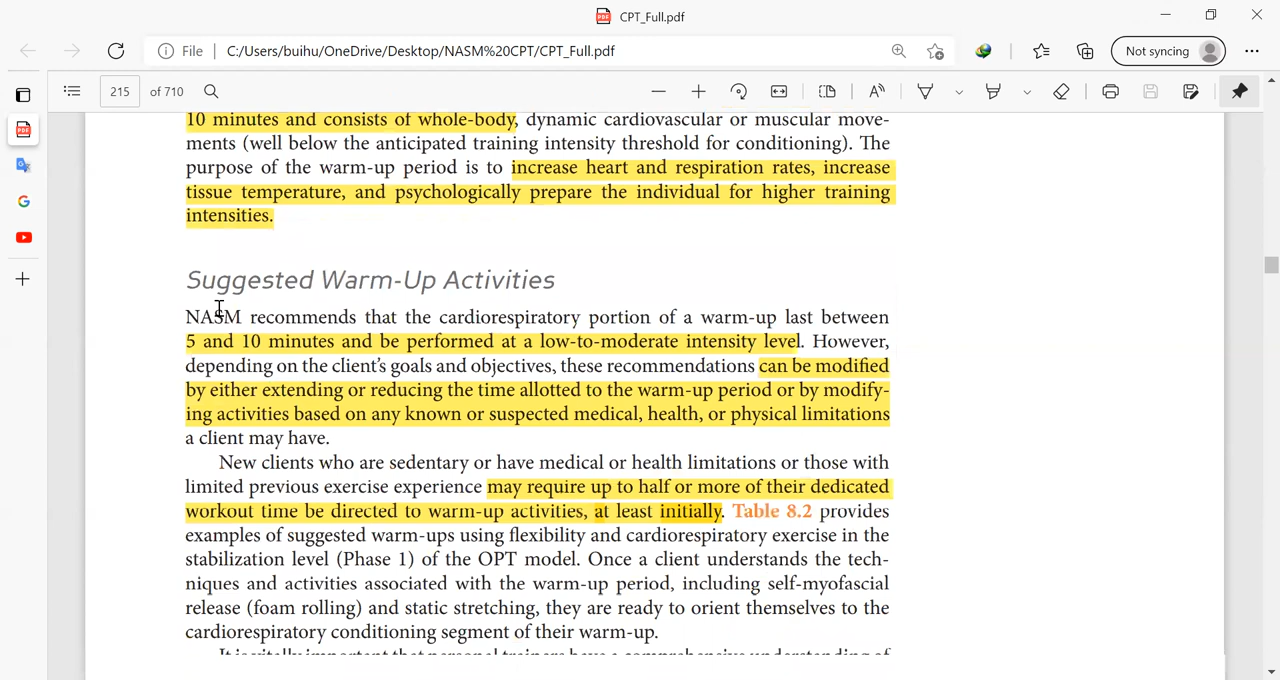 CPT_Full.pdf
File | C:/Users/buihu/OneDrive/Desktop/NASM%20CPT/CPT_Full.pdf
Not syncing
215 of 710
10 minutes and consists of whole-body, dynamic cardiovascular or muscular move-
ments (well below the anticipated training intensity threshold for conditioning). The
purpose of the warm-up period is to increase heart and respiration rates, increase
tissue temperature, and psychologically prepare the individual for higher training
intensities.
Suggested Warm-Up Activities
NASM recommends that the cardiorespiratory portion of a warm-up last between
5 and 10 minutes and be performed at a low-to-moderate intensity level. However,
depending on the client's goals and objectives, these recommendations can be modified
by either extending or reducing the time allotted to the warm-up period or by modify-
ing activities based on any known or suspected medical, health, or physical limitations
a client may have.
New clients who are sedentary or have medical or health limitations or those with
limited previous exercise experience may require up to half or more of their dedicated
workout time be directed to warm-up activities, at least initially. Table 8.2 provides
examples of suggested warm-ups using flexibility and cardiorespiratory exercise in the
stabilization level (Phase 1) of the OPT model. Once a client understands the tech-
niques and activities associated with the warm-up period, including self-myofascial
release (foam rolling) and static stretching, they are ready to orient themselves to the
cardiorespiratory conditioning segment of their warm-up.
It is vitally important that personal trainers have a comprehensive understanding of